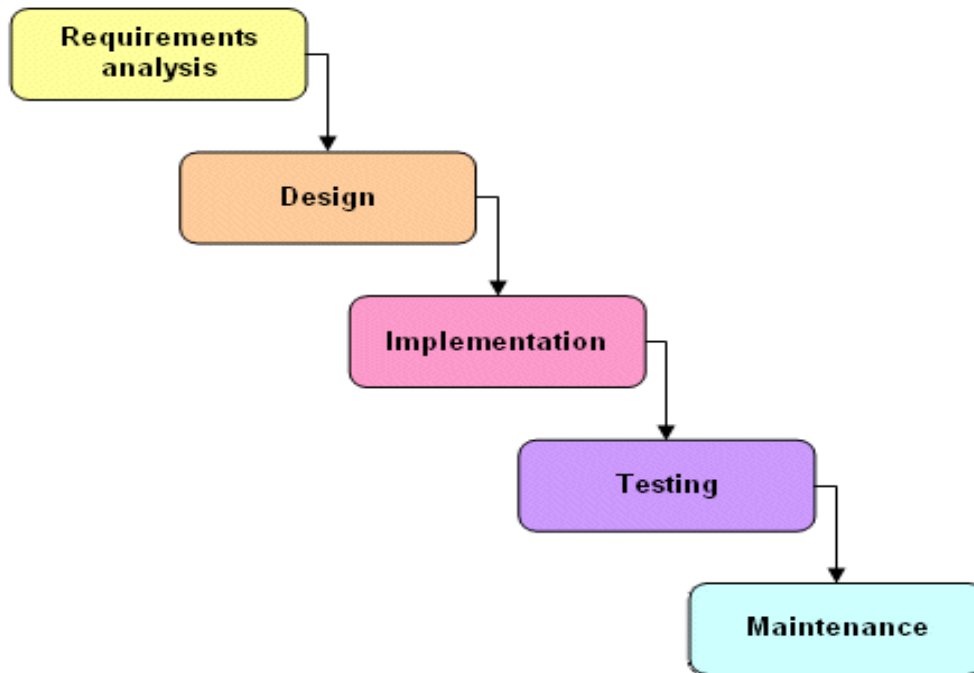 Requirements
analysis
Design
Implementation
Testing
Maintenance